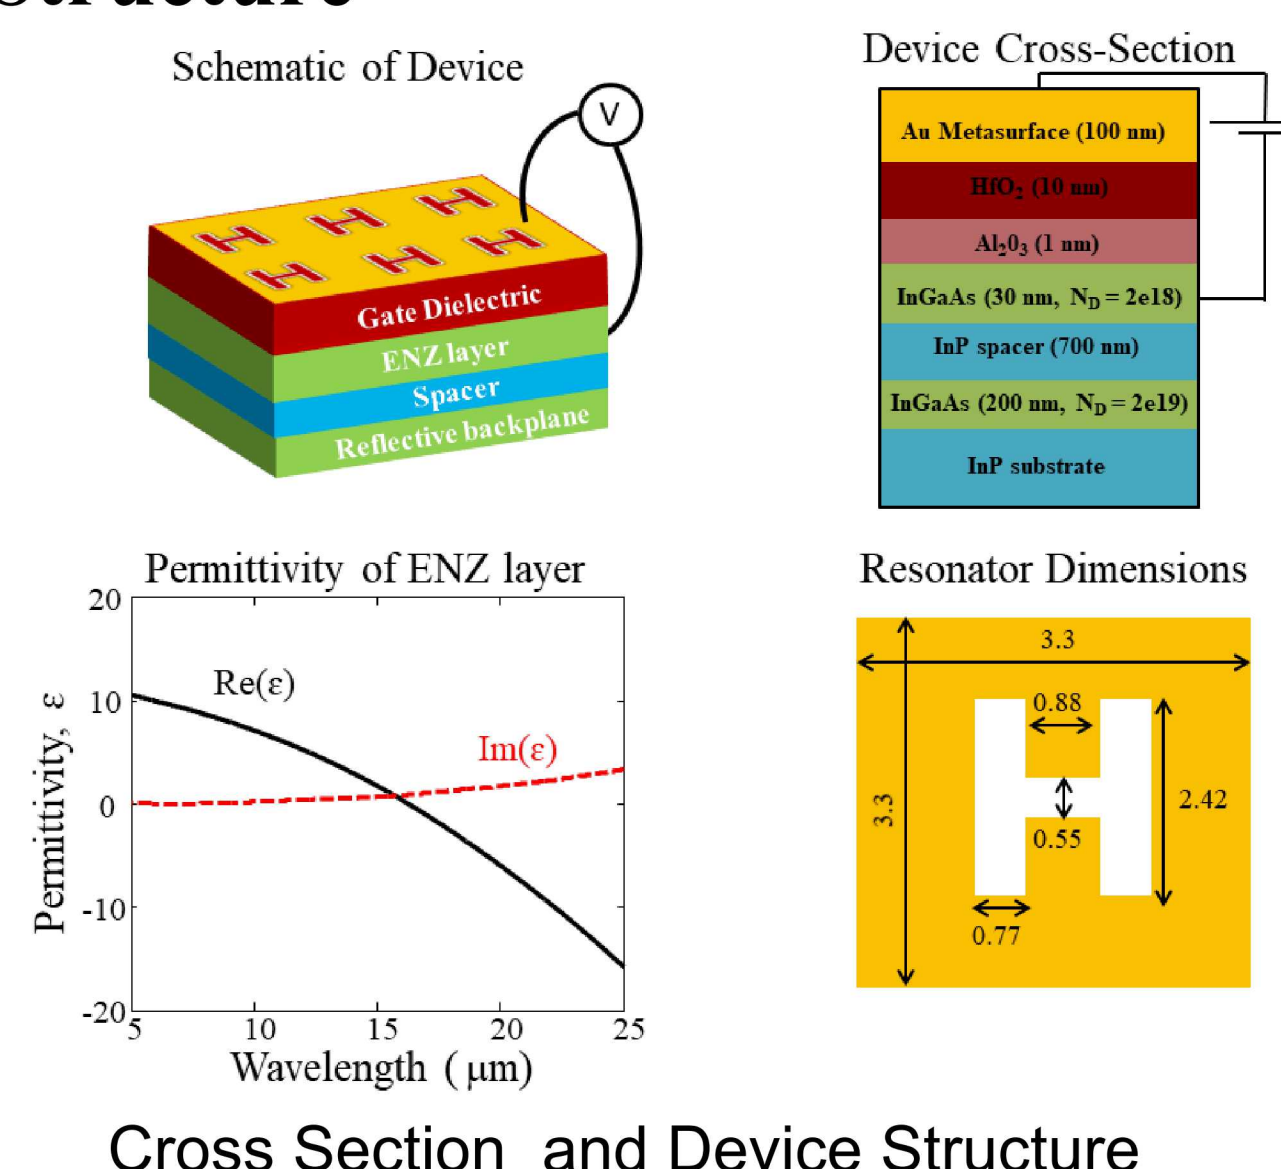 Structure
Schematic of Device
V
Gate Dielectric
ENZ layer
Spacer
Reflective backplane
Device Cross-Section
Au Metasurface (100 nm)
HfO₂ (10 nm)
Al₂0₃ (1 nm)
InGaAs (30 nm, N_D = 2e18)
InP spacer (700 nm)
InGaAs (200 nm, N_D = 2e19)
InP substrate
Permittivity of ENZ layer
Permittivity, ε
20
10
0
-10
-20
Re(ε)
Im(ε)
5 10 15 20 25
Wavelength (μm)
Resonator Dimensions
3.3
0.88
3.3
2.42
0.55
0.77
Cross Section and Device Structure